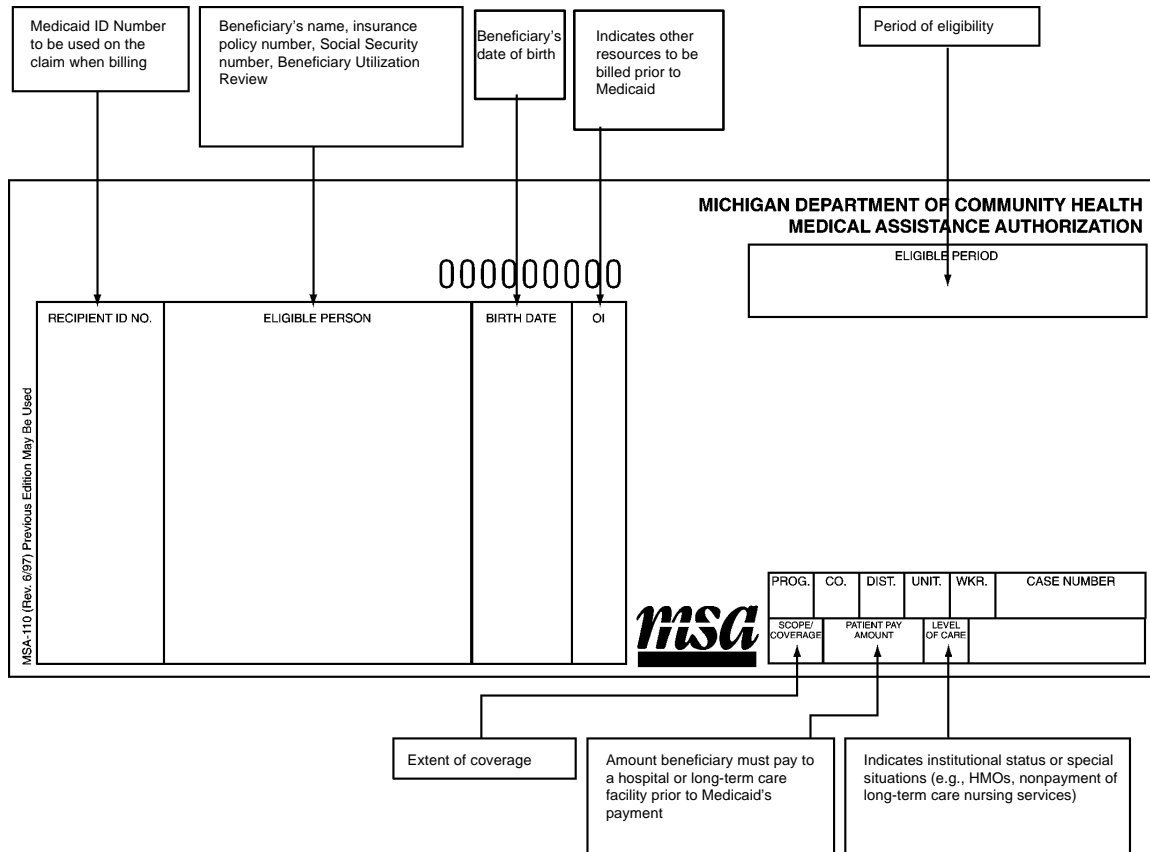 Medicaid ID Number
to be used on the
claim when billing
Beneficiary's name, insurance
policy number, Social Security
number, Beneficiary Utilization
Review
Beneficiary's
date of birth
Indicates other
resources to be
billed prior to
Medicaid
Period of eligibility
MICHIGAN DEPARTMENT OF COMMUNITY HEALTH
MEDICAL ASSISTANCE AUTHORIZATION
ELIGIBLE PERIOD
000000000
RECIPIENT ID NO.
ELIGIBLE PERSON
BIRTH DATE
OI
MSA-110 (Rev. 6/97) Previous Edition May Be Used
msa
PROG.
CO.
DIST.
UNIT.
WKR.
CASE NUMBER
SCOPE/
COVERAGE
PATIENT PAY
AMOUNT
LEVEL
OF CARE
Extent of coverage
Amount beneficiary must pay to
a hospital or long-term care
facility prior to Medicaid's
payment
Indicates institutional status or special
situations (e.g., HMOs, nonpayment of
long-term care nursing services)